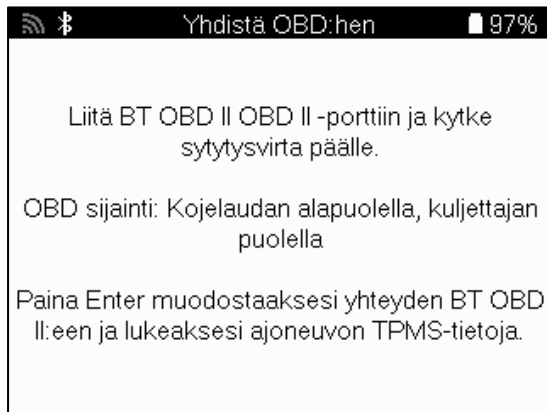 Yhdistä OBD:hen
97%
Liitä BT OBD II OBD II -porttiin ja kytke
sytytysvirta päälle.
OBD sijainti: Kojelaudan alapuolella, kuljettajan
puolella
Paina Enter muodostaaksesi yhteyden BT OBD
II:een ja lukeaksesi ajoneuvon TPMS-tietoja.